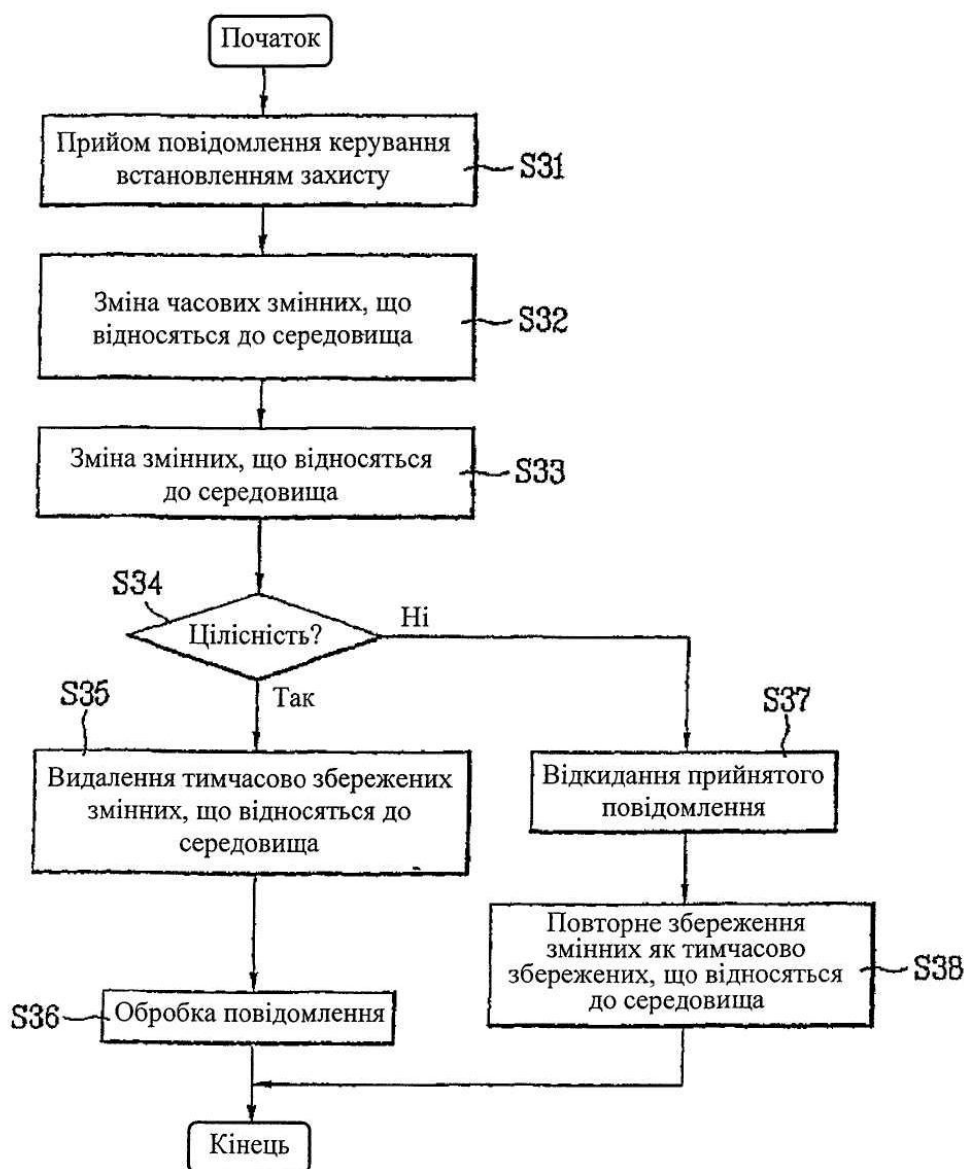 Початок
Прийом повідомлення керування
встановленням захисту
S31
Зміна часових змінних, що
відносяться до середовища
S32
Зміна змінних, що відносяться
до середовища
S33
S34
Цілісність?
Ні
Так
S35
Видалення тимчасово збережених
змінних, що відносяться до
середовища
S37
Відкидання прийнятого
повідомлення
Повторне збереження
змінних як тимчасово
збережених, що відносяться
до середовища
S38
S36
Обробка повідомлення
Кінець